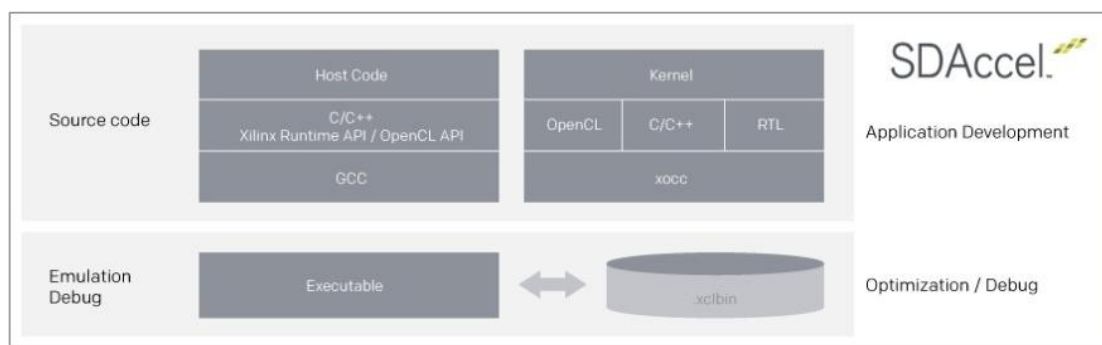 SDAccel.
Source code
Host Code
C/C++
Xilinx Runtime API / OpenCL API
GCC
Kernel
OpenCL
C/C++
RTL
xocc
Application Development
Emulation
Debug
Executable
.xclbin
Optimization / Debug